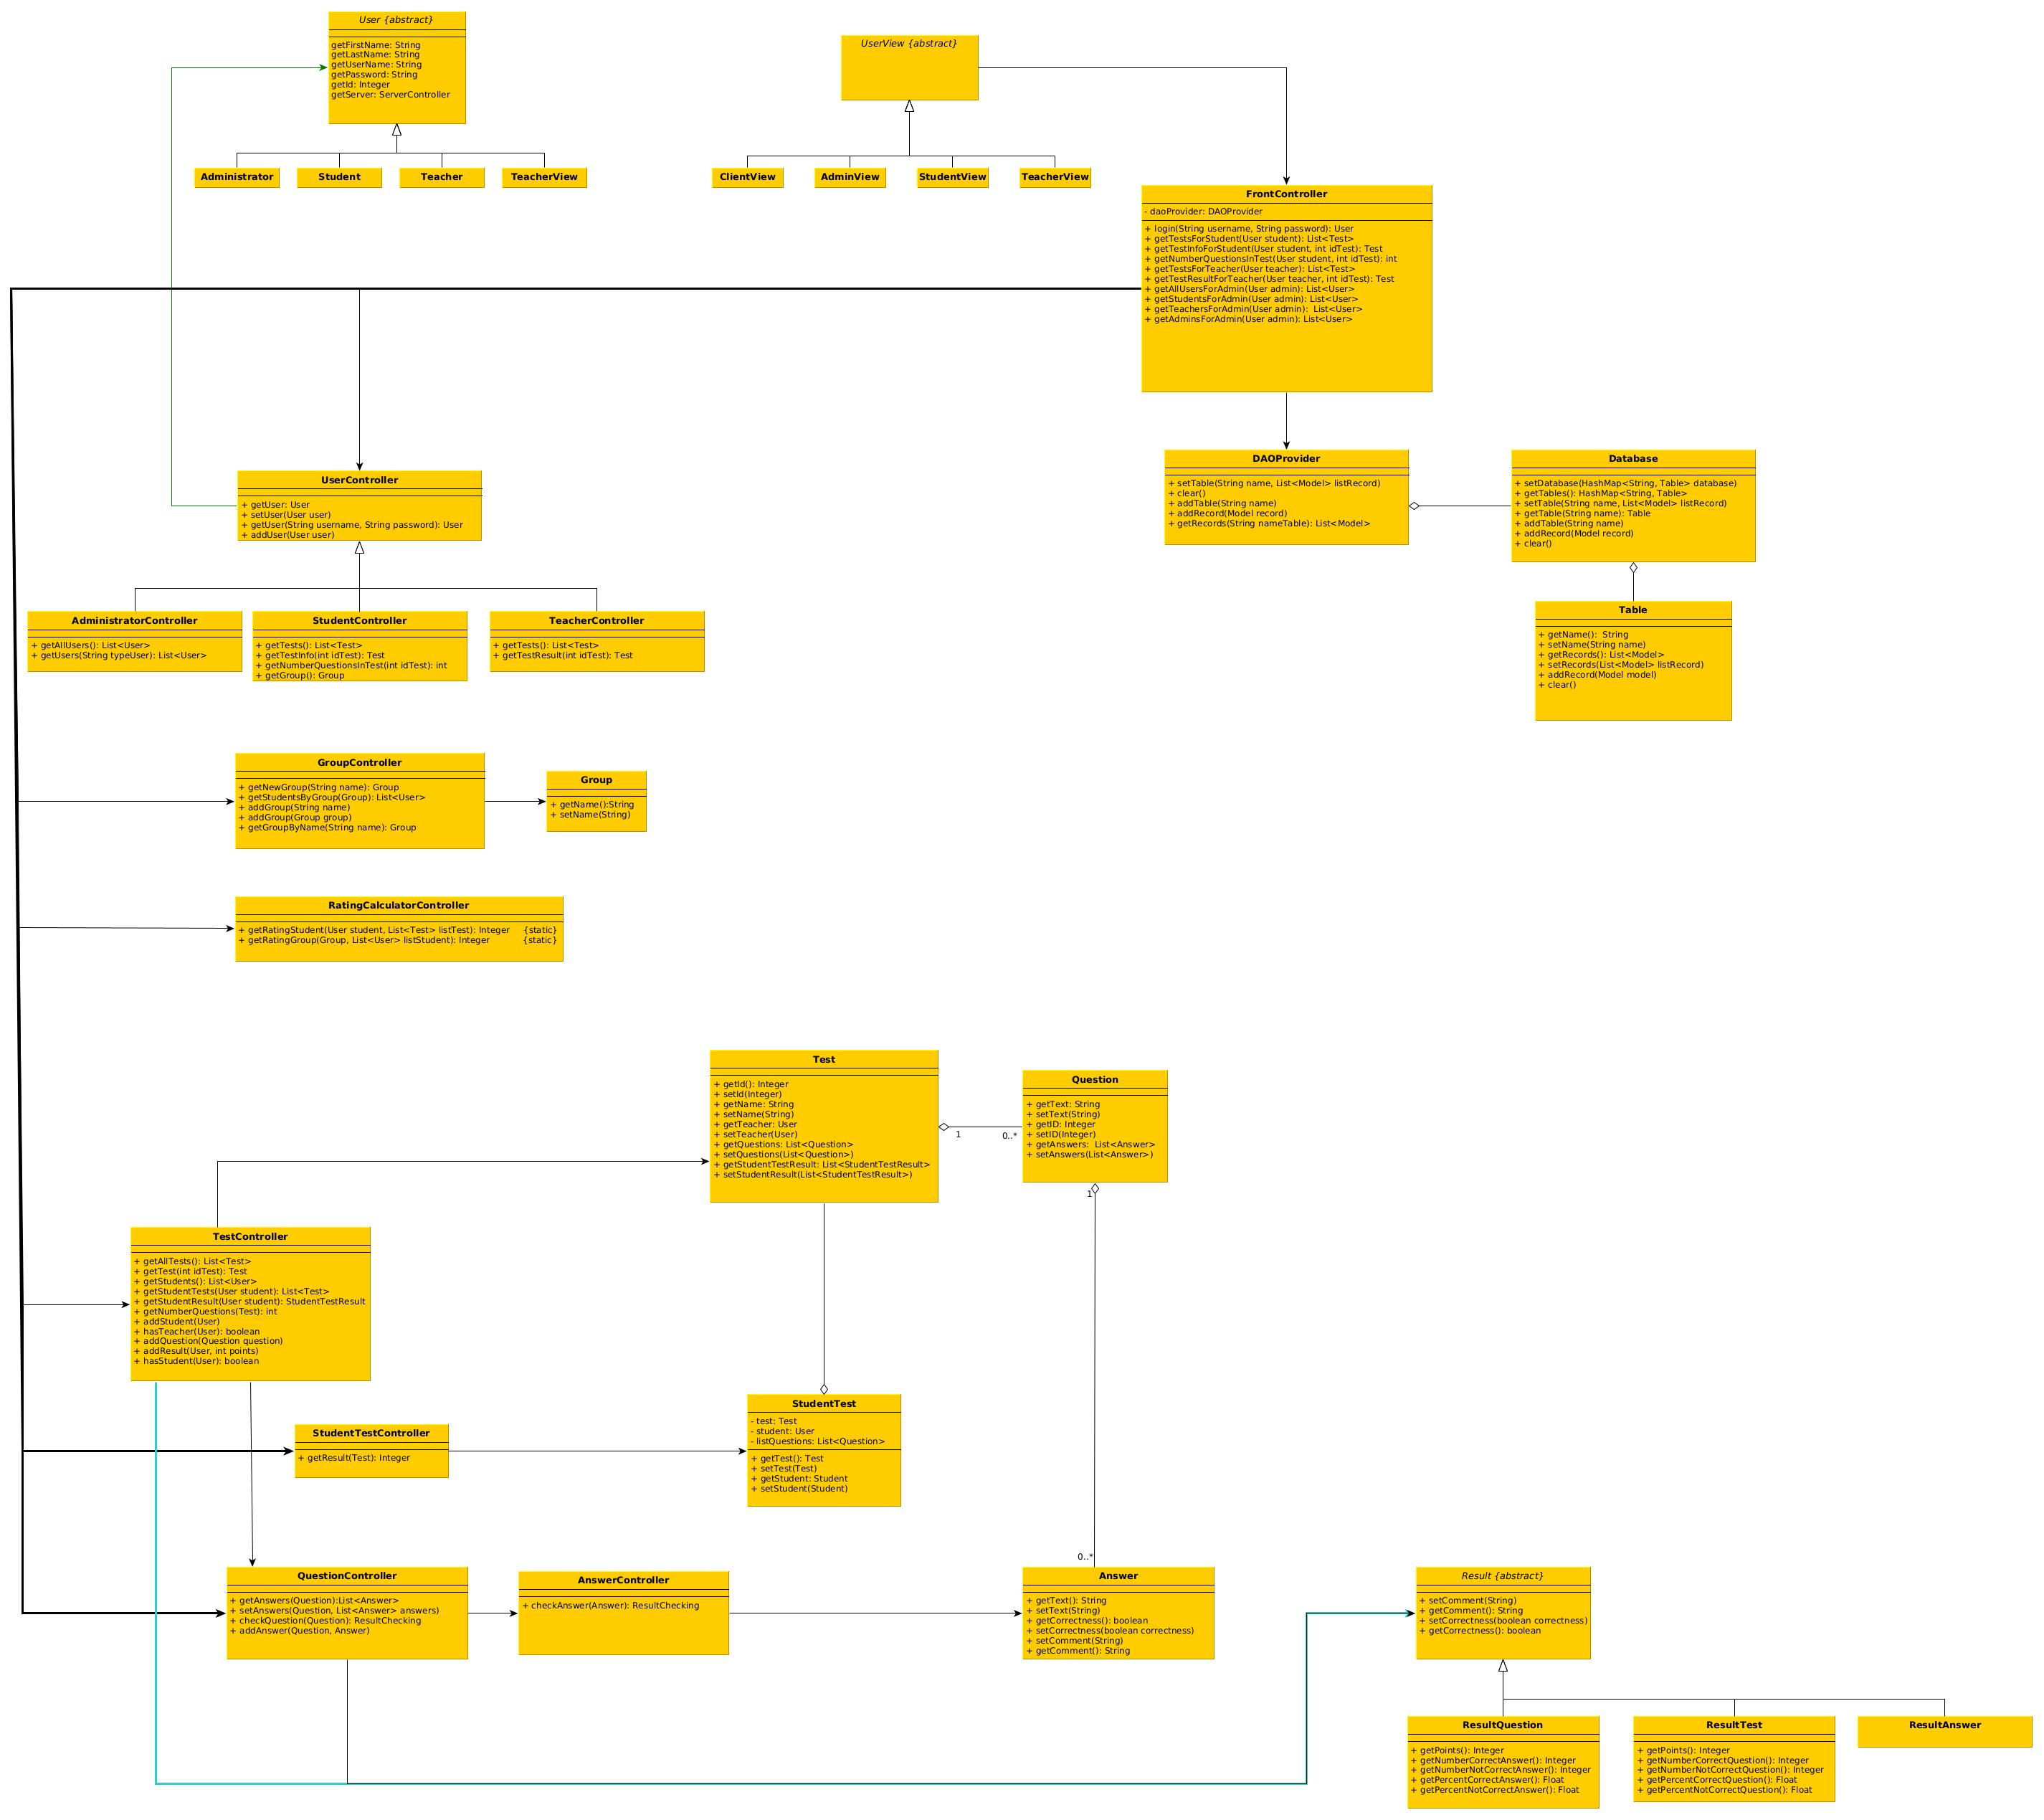 User {abstract}
getFirstName: String
getLastName: String
getUserName: String
getPassword: String
getId: Integer
getServer: ServerController
Administrator
Student
Teacher
TeacherView
UserView {abstract}
ClientView
AdminView
StudentView
TeacherView
FrontController
- daoProvider: DAOProvider
+ login(String username, String password): User
+ getTestsForStudent(User student): List<Test>
+ getTestInfoForStudent(User student, int idTest): Test
+ getNumberQuestionsInTest(User student, int idTest): int
+ getTestsForTeacher(User teacher): List<Test>
+ getTestResultForTeacher(User teacher, int idTest): Test
+ getAllUsersForAdmin(User admin): List<User>
+ getStudentsForAdmin(User admin): List<User>
+ getTeachersForAdmin(User admin):  List<User>
+ getAdminsForAdmin(User admin): List<User>
DAOProvider
+ setTable(String name, List<Model> listRecord)
+ clear()
+ addTable(String name)
+ addRecord(Model record)
+ getRecords(String nameTable): List<Model>
Database
+ setDatabase(HashMap<String, Table> database)
+ getTables(): HashMap<String, Table>
+ setTable(String name, List<Model> listRecord)
+ getTable(String name): Table
+ addTable(String name)
+ addRecord(Model record)
+ clear()
Table
+ getName():  String
+ setName(String name)
+ getRecords(): List<Model>
+ setRecords(List<Model> listRecord)
+ addRecord(Model model)
+ clear()
UserController
+ getUser: User
+ setUser(User user)
+ getUser(String username, String password): User
+ addUser(User user)
AdministratorController
+ getAllUsers(): List<User>
+ getUsers(String typeUser): List<User>
StudentController
+ getTests(): List<Test>
+ getTestInfo(int idTest): Test
+ getNumberQuestionsInTest(int idTest): int
+ getGroup(): Group
TeacherController
+ getTests(): List<Test>
+ getTestResult(int idTest): Test
GroupController
+ getNewGroup(String name): Group
+ getStudentsByGroup(Group): List<User>
+ addGroup(String name)
+ addGroup(Group group)
+ getGroupByName(String name): Group
Group
+ getName():String
+ setName(String)
RatingCalculatorController
+ getRatingStudent(User student, List<Test> listTest): Integer     {static}
+ getRatingGroup(Group, List<User> listStudent): Integer     {static}
Test
+ getId(): Integer
+ setId(Integer)
+ getName: String
+ setName(String)
+ getTeacher: User
+ setTeacher(User)
+ getQuestions: List<Question>
+ setQuestions(List<Question>)
+ getStudentTestResult: List<StudentTestResult>
+ setStudentResult(List<StudentTestResult>)
1
0..*
Question
+ getText: String
+ setText(String)
+ getID: Integer
+ setID(Integer)
+ getAnswers:  List<Answer>
+ setAnswers(List<Answer>)
1
0..*
TestController
+ getAllTests(): List<Test>
+ getTest(int idTest): Test
+ getStudents(): List<User>
+ getStudentTests(User student): List<Test>
+ getStudentResult(User student): StudentTestResult
+ getNumberQuestions(Test): int
+ addStudent(User)
+ hasTeacher(User): boolean
+ addQuestion(Question question)
+ addResult(User, int points)
+ hasStudent(User): boolean
StudentTestController
+ getResult(Test): Integer
StudentTest
- test: Test
- student: User
- listQuestions: List<Question>
+ getTest(): Test
+ setTest(Test)
+ getStudent: Student
+ setStudent(Student)
QuestionController
+ getAnswers(Question):List<Answer>
+ setAnswers(Question, List<Answer> answers)
+ checkQuestion(Question): ResultChecking
+ addAnswer(Question, Answer)
AnswerController
+ checkAnswer(Answer): ResultChecking
Answer
+ getText(): String
+ setText(String)
+ getCorrectness(): boolean
+ setCorrectness(boolean correctness)
+ setComment(String)
+ getComment(): String
Result {abstract}
+ setComment(String)
+ getComment(): String
+ setCorrectness(boolean correctness)
+ getCorrectness(): boolean
ResultQuestion
+ getPoints(): Integer
+ getNumberCorrectAnswer(): Integer
+ getNumberNotCorrectAnswer(): Integer
+ getPercentCorrectAnswer(): Float
+ getPercentNotCorrectAnswer(): Float
ResultTest
+ getPoints(): Integer
+ getNumberCorrectQuestion(): Integer
+ getNumberNotCorrectQuestion(): Integer
+ getPercentCorrectQuestion(): Float
+ getPercentNotCorrectQuestion(): Float
ResultAnswer